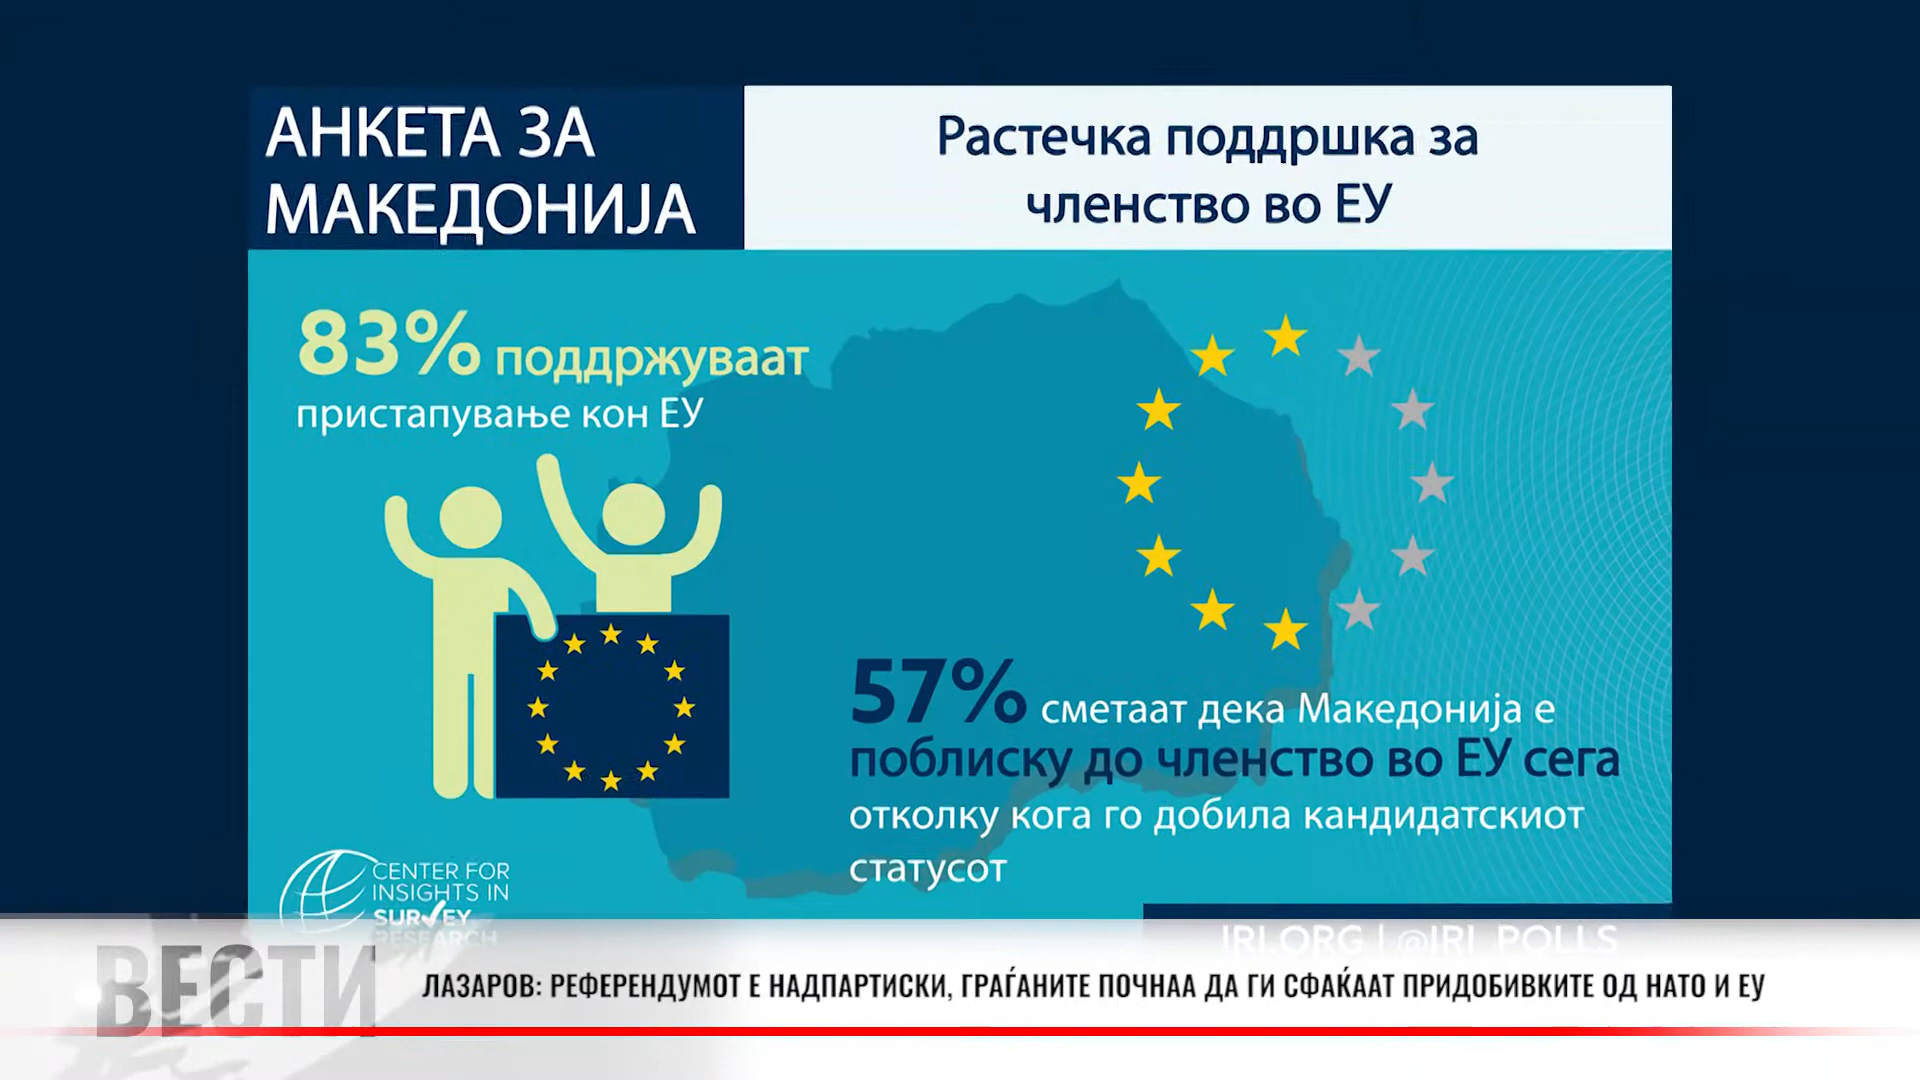 АНКЕТА ЗА
МАКЕДОНИЈА
Растечка поддршка за
членство во ЕУ
83% поддржуваат
пристапување кон ЕУ
57% сметаат дека Македонија е
поблиску до членство во ЕУ сега
отколку кога го добила кандидатскиот
статусот
CENTER FOR
INSIGHTS IN
SURVEY
RESEARCH
IRI.ORG | @IRI_POLLS
ВЕСТИ
ЛАЗАРОВ: РЕФЕРЕНДУМОТ Е НАДПАРТИСКИ, ГРАЃАНИТЕ ПОЧНАА ДА ГИ СФАЌААТ ПРИДОБИВКИТЕ ОД НАТО И ЕУ